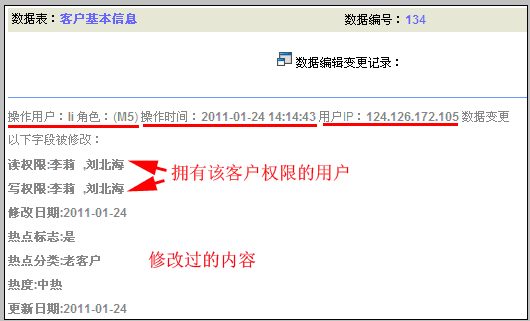 数据表：客户基本信息 数据编号：134
数据编辑变更记录：
操作用户：li 角色：(M5) 操作时间：2011-01-24 14:14:43 用户IP：124.126.172.105 数据变更
以下字段被修改：
读权限:李莉 ,刘北海
拥有该客户权限的用户
写权限:李莉 ,刘北海
修改日期:2011-01-24
热点标志:是
热点分类:老客户
修改过的内容
热度:中热
更新日期:2011-01-24